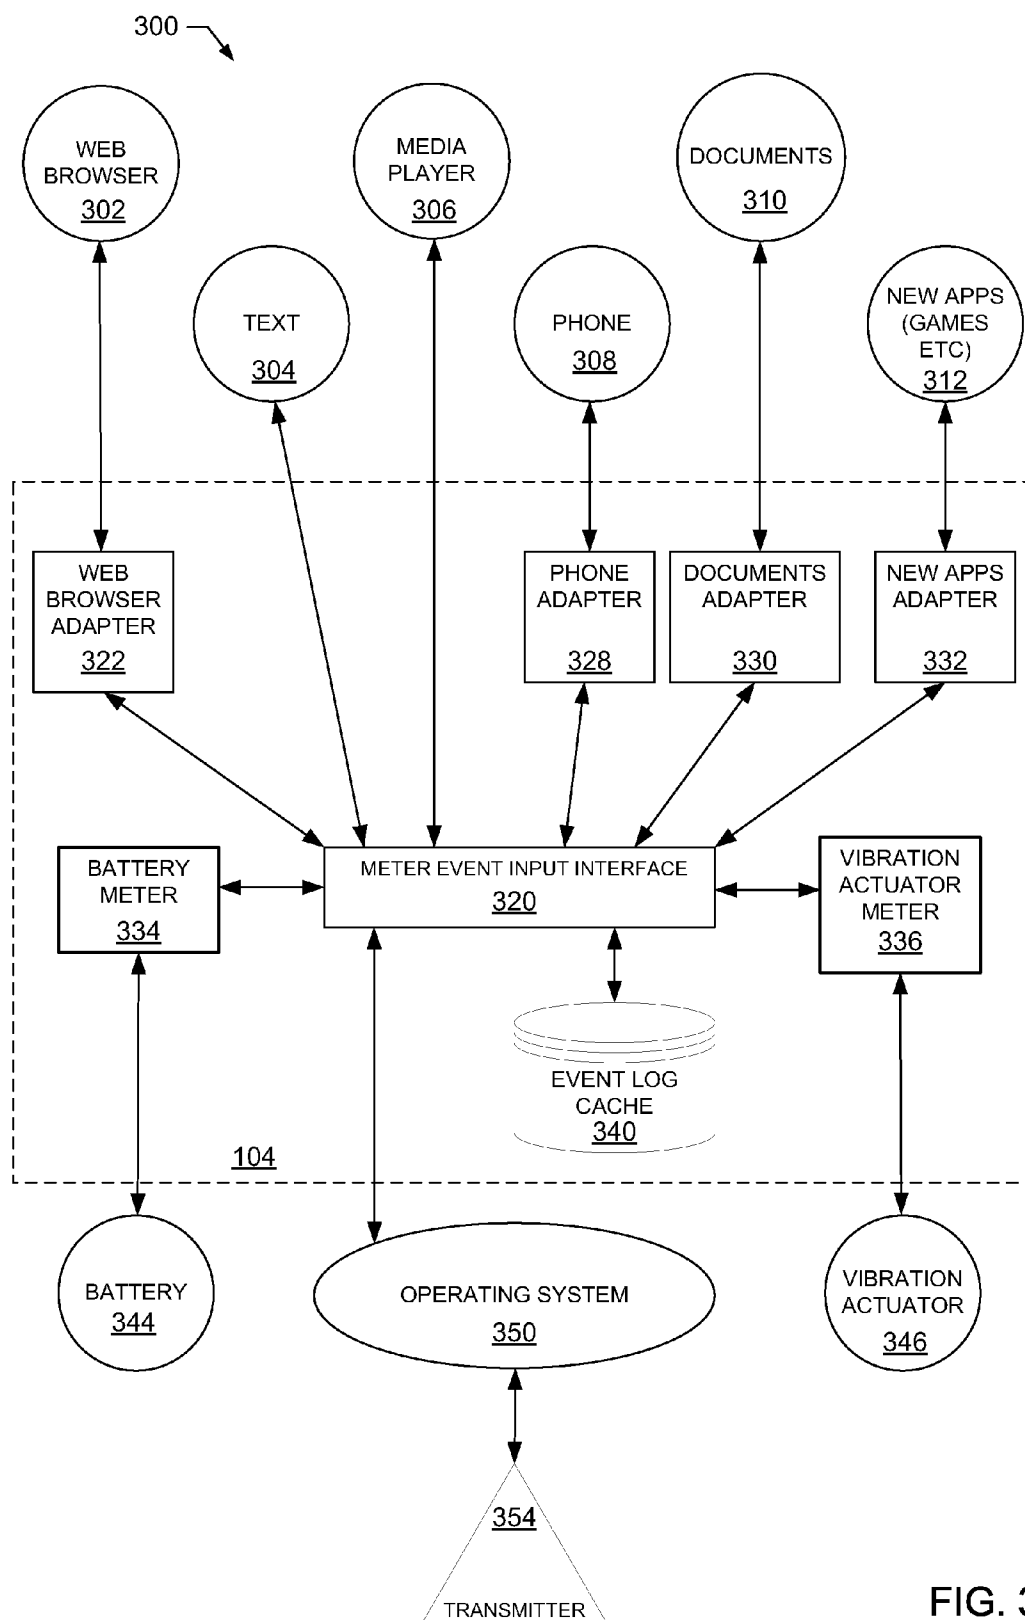 300
WEB
BROWSER
302
MEDIA
PLAYER
306
DOCUMENTS
310
TEXT
304
PHONE
308
NEW APPS
(GAMES
ETC)
312
WEB
BROWSER
ADAPTER
322
PHONE
ADAPTER
328
DOCUMENTS
ADAPTER
330
NEW APPS
ADAPTER
332
BATTERY
METER
334
METER EVENT INPUT INTERFACE
320
VIBRATION
ACTUATOR
METER
336
EVENT LOG
CACHE
340
104
BATTERY
344
OPERATING SYSTEM
350
VIBRATION
ACTUATOR
346
354
TRANSMITTER
FIG. 3